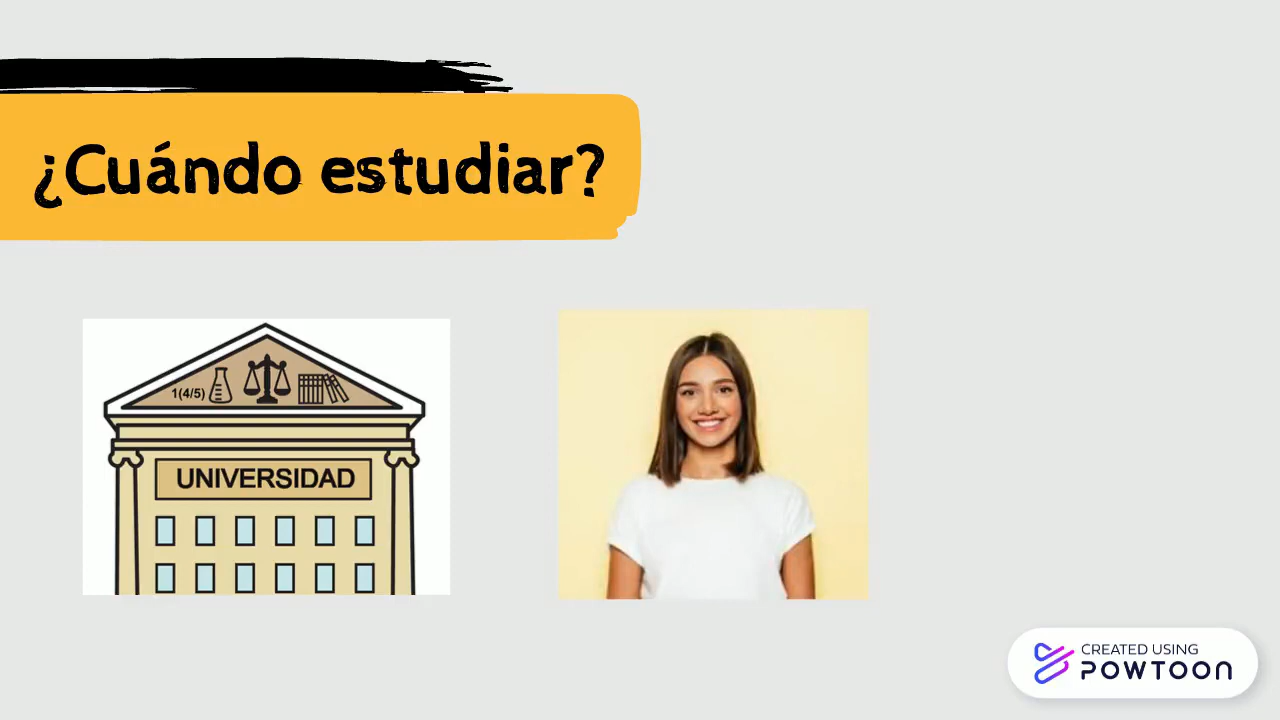 ¿Cuándo estudiar?
1(4/5)
UNIVERSIDAD
CREATED USING
POWTOON